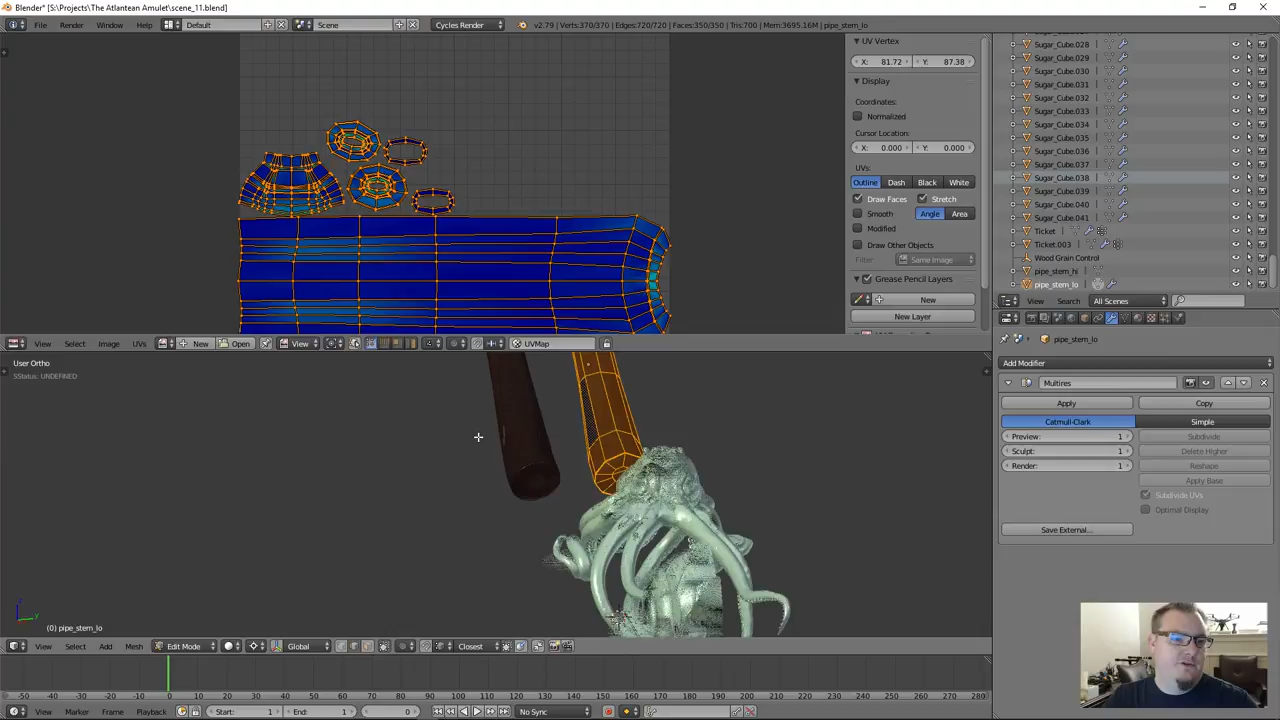 Blender* [S:\Projects\The Atlantean Amulet\scene_11.blend]
File Render Window Help Default Scene Cycles Render v2.79 | Verts:370/370 | Edges:720/720 | Faces:350/350 | Tris:700 | Mem:3695.16M | pipe_stem_lo
UV Vertex
X: 81.72 Y: 87.38
Display
Coordinates:
Normalized
Cursor Location:
X: 0.000 Y: 0.000
UVs:
Outline Dash Black White
Draw Faces Stretch
Smooth Angle Area
Modified
Draw Other Objects
Filter: Same Image
Grease Pencil Layers
New
New Layer
Sugar_Cube.028
Sugar_Cube.029
Sugar_Cube.030
Sugar_Cube.031
Sugar_Cube.032
Sugar_Cube.033
Sugar_Cube.034
Sugar_Cube.035
Sugar_Cube.036
Sugar_Cube.037
Sugar_Cube.038
Sugar_Cube.039
Sugar_Cube.040
Sugar_Cube.041
Ticket
Ticket.003
Wood Grain Control
pipe_stem_hi
pipe_stem_lo
View Search All Scenes
View Select Image UVs New Open View UVMap
pipe_stem_lo
Add Modifier
Multires
Apply Copy
Catmull-Clark Simple
Preview: 1 Subdivide
Sculpt: 1 Delete Higher
Render: 1 Reshape
Apply Base
Subdivide UVs
Optimal Display
Save External...
User Ortho
SStatus: UNDEFINED
(0) pipe_stem_lo
View Select Add Mesh Edit Mode Global Closest
-50 -40 -30 -20 -10 0 10 20 30 40 50 60 70 80 90 100 110 120 130 140 150 160 170 180 190 200 210 220 230 240 250 260 270 280
View Marker Frame Playback Start: 1 End: 1 0 No Sync